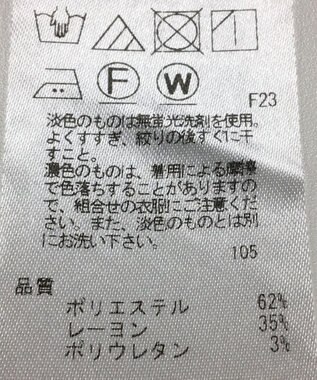 F
W
F23
淡色のものは無蛍光洗剤を使用。
よくすすぎ、絞りの後すぐに干
すこと。
濃色のものは、着用による摩擦
で色落ちすることがありますの
で、組合せの衣服にご注意くだ
さい。また、淡色のものとは別
にお洗い下さい。
105
品質
ポリエステル 62%
レーヨン 35%
ポリウレタン 3%